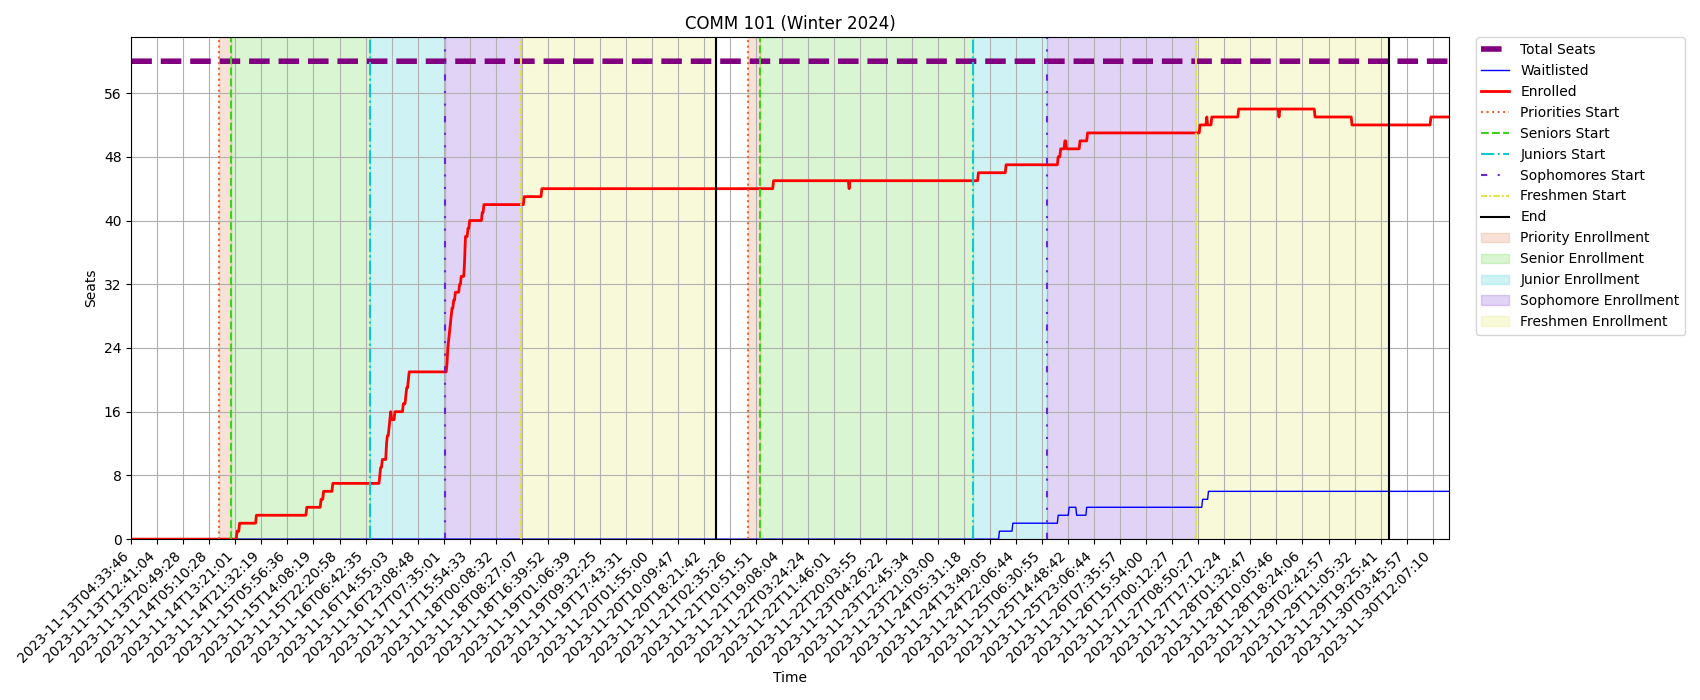 COMM 101 (Winter 2024)
Total Seats
Waitlisted
Enrolled
Priorities Start
Seniors Start
Juniors Start
Sophomores Start
Freshmen Start
End
Priority Enrollment
Senior Enrollment
Junior Enrollment
Sophomore Enrollment
Freshmen Enrollment
Seats
56
48
40
32
24
16
8
0
2023-11-13T04:33:46
2023-11-13T12:41:04
2023-11-13T20:49:28
2023-11-14T05:10:28
2023-11-14T13:21:01
2023-11-14T21:32:19
2023-11-15T05:56:36
2023-11-15T14:08:19
2023-11-15T22:20:58
2023-11-16T06:42:35
2023-11-16T14:55:03
2023-11-16T23:08:48
2023-11-17T07:35:01
2023-11-17T15:54:33
2023-11-18T00:08:32
2023-11-18T08:27:07
2023-11-18T16:39:52
2023-11-19T01:06:39
2023-11-19T09:32:25
2023-11-19T17:43:31
2023-11-20T01:55:00
2023-11-20T10:09:47
2023-11-20T18:21:42
2023-11-21T02:35:26
2023-11-21T10:51:51
2023-11-21T19:08:04
2023-11-22T03:24:24
2023-11-22T11:46:01
2023-11-22T20:03:55
2023-11-23T04:26:22
2023-11-23T12:45:34
2023-11-23T21:03:00
2023-11-24T05:31:18
2023-11-24T13:49:05
2023-11-24T22:06:44
2023-11-25T06:30:55
2023-11-25T14:48:42
2023-11-25T23:06:44
2023-11-26T07:35:57
2023-11-26T15:54:00
2023-11-27T00:12:27
2023-11-27T08:50:27
2023-11-27T17:12:24
2023-11-28T01:32:47
2023-11-28T10:05:46
2023-11-28T18:24:06
2023-11-29T02:42:57
2023-11-29T11:05:32
2023-11-29T19:25:41
2023-11-30T03:45:57
2023-11-30T12:07:10
Time